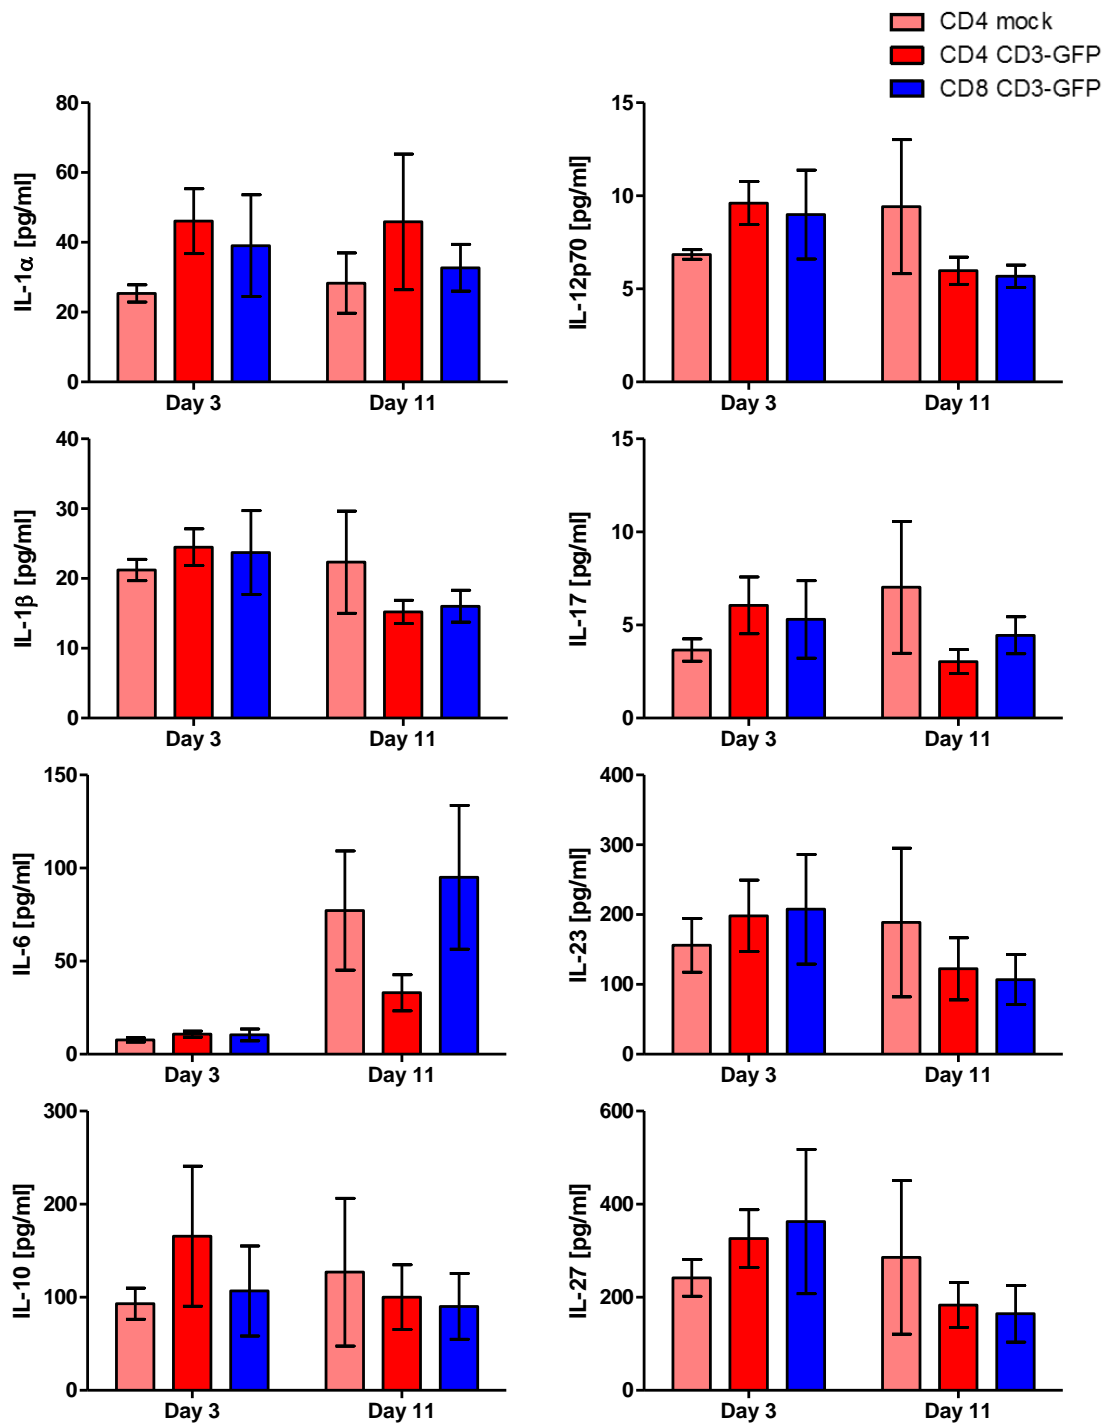 CD4 mock
CD4 CD3-GFP
CD8 CD3-GFP
IL-1α [pg/ml]
80
60
40
20
0
Day 3 Day 11
IL-12p70 [pg/ml]
15
10
5
0
Day 3 Day 11
IL-1β [pg/ml]
40
30
20
10
0
Day 3 Day 11
IL-17 [pg/ml]
15
10
5
0
Day 3 Day 11
IL-6 [pg/ml]
150
100
50
0
Day 3 Day 11
IL-23 [pg/ml]
400
300
200
100
0
Day 3 Day 11
IL-10 [pg/ml]
300
200
100
0
Day 3 Day 11
IL-27 [pg/ml]
600
400
200
0
Day 3 Day 11